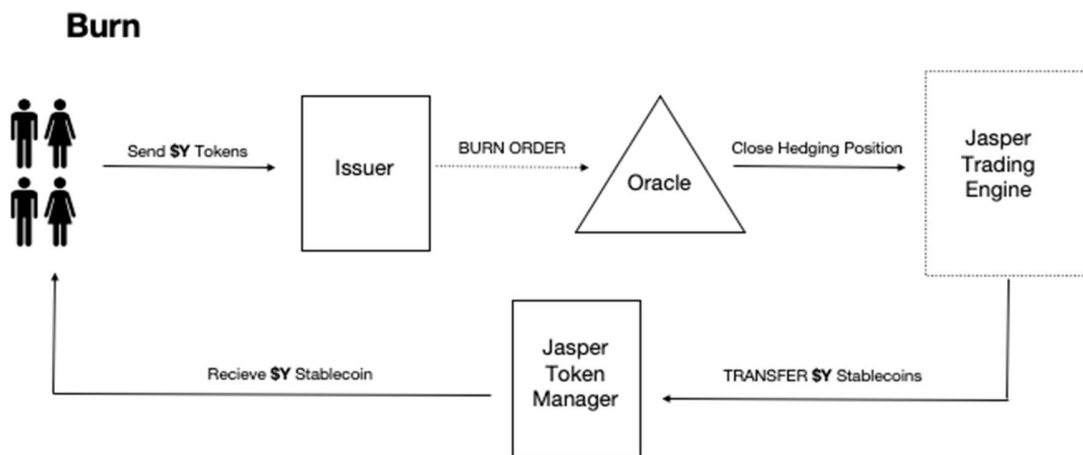 Burn
Send $Y Tokens
Issuer
BURN ORDER
Oracle
Close Hedging Position
Jasper
Trading
Engine
Jasper
Token
Manager
Recieve $Y Stablecoin
TRANSFER $Y Stablecoins